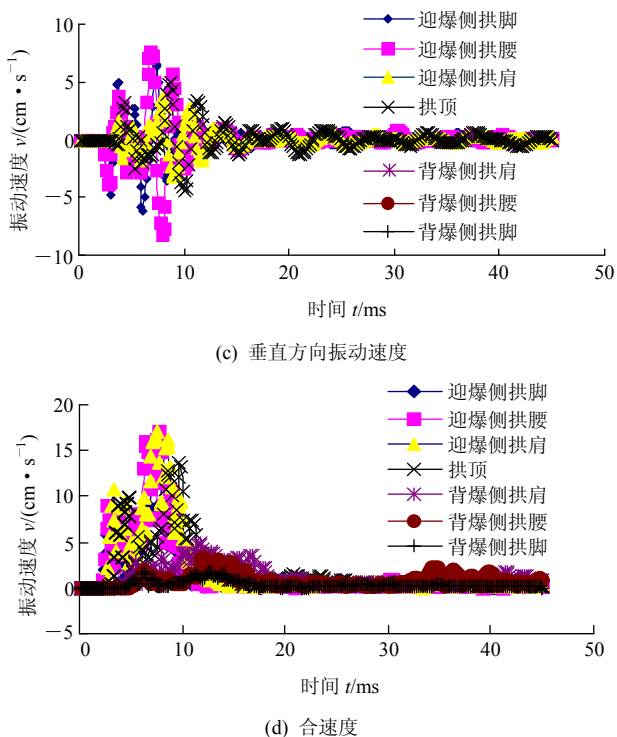 10
5
0
−5
−10
振动速度 v/(cm·s⁻¹)
迎爆侧拱脚
迎爆侧拱腰
迎爆侧拱肩
拱顶
背爆侧拱肩
背爆侧拱腰
背爆侧拱脚
0 10 20 30 40 50
时间 t/ms
(c) 垂直方向振动速度
20
15
10
5
0
−5
振动速度 v/(cm·s⁻¹)
迎爆侧拱脚
迎爆侧拱腰
迎爆侧拱肩
拱顶
背爆侧拱肩
背爆侧拱腰
背爆侧拱脚
0 10 20 30 40 50
时间 t/ms
(d) 合速度